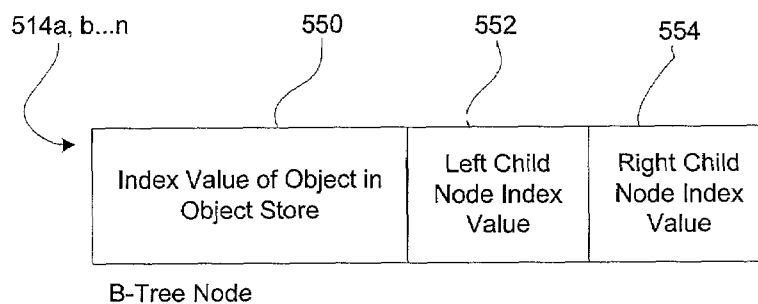 514a, b...n
550
552
554
Index Value of Object in
Object Store
Left Child
Node Index
Value
Right Child
Node Index
Value
B-Tree Node